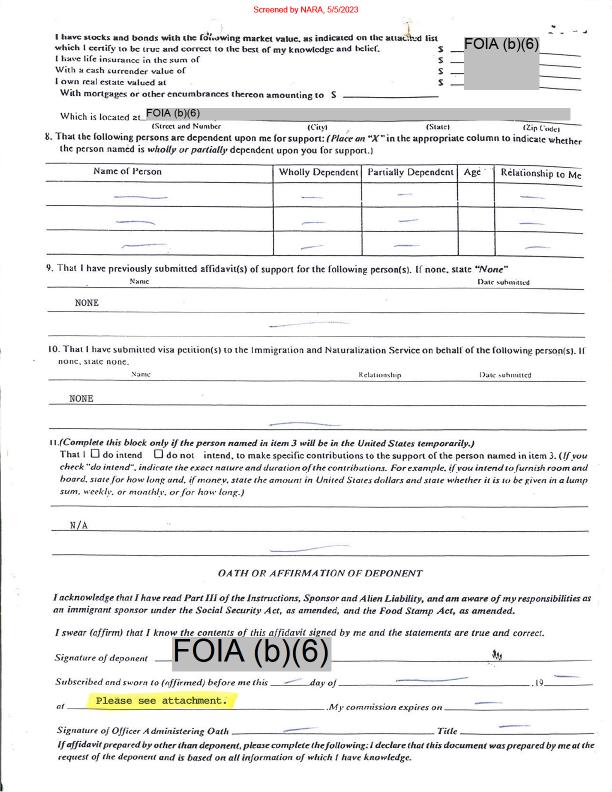 Screened by NARA, 5/5/2023
I have stocks and bonds with the following market value, as indicated on the attached list
which I certify to be true and correct to the best of my knowledge and belief. $
FOIA (b)(6)
I have life insurance in the sum of $
With a cash surrender value of $
I own real estate valued at $
With mortgages or other encumbrances thereon amounting to $
Which is located at FOIA (b)(6)
(Street and Number) (City) (State) (Zip Code)
8. That the following persons are dependent upon me for support: (Place an "X" in the appropriate column to indicate whether
the person named is wholly or partially dependent upon you for support.)
Name of Person Wholly Dependent Partially Dependent Age Relationship to Me
9. That I have previously submitted affidavit(s) of support for the following person(s). If none, state "None"
Name Date submitted
NONE
10. That I have submitted visa petition(s) to the Immigration and Naturalization Service on behalf of the following person(s). If
none, state none.
Name Relationship Date submitted
NONE
11.(Complete this block only if the person named in item 3 will be in the United States temporarily.)
That I ☐ do intend ☐ do not intend, to make specific contributions to the support of the person named in item 3. (If you
check "do intend", indicate the exact nature and duration of the contributions. For example, if you intend to furnish room and
board, state for how long and, if money, state the amount in United States dollars and state whether it is to be given in a lump
sum, weekly, or monthly, or for how long.)
N/A
OATH OR AFFIRMATION OF DEPONENT
I acknowledge that I have read Part III of the Instructions, Sponsor and Alien Liability, and am aware of my responsibilities as
an immigrant sponsor under the Social Security Act, as amended, and the Food Stamp Act, as amended.
I swear (affirm) that I know the contents of this affidavit signed by me and the statements are true and correct.
Signature of deponent FOIA (b)(6)
Subscribed and sworn to (affirmed) before me this day of ,19
at Please see attachment. .My commission expires on
Signature of Officer Administering Oath Title
If affidavit prepared by other than deponent, please complete the following: I declare that this document was prepared by me at the
request of the deponent and is based on all information of which I have knowledge.